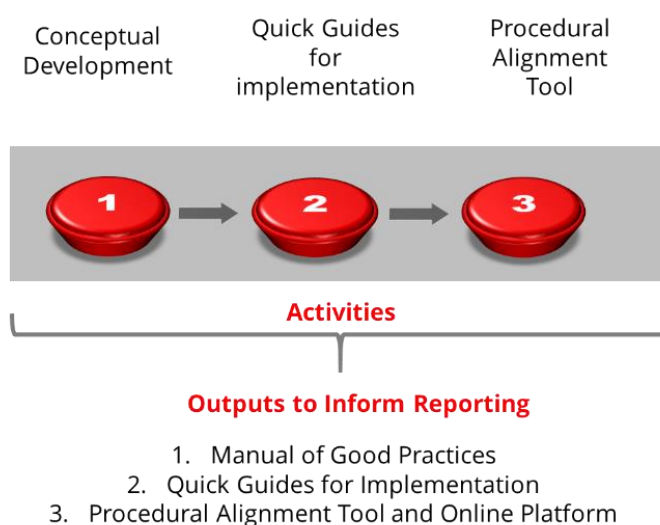 Conceptual
Development
Quick Guides
for
implementation
Procedural
Alignment
Tool
1
2
3
Activities
Outputs to Inform Reporting
1. Manual of Good Practices
2. Quick Guides for Implementation
3. Procedural Alignment Tool and Online Platform